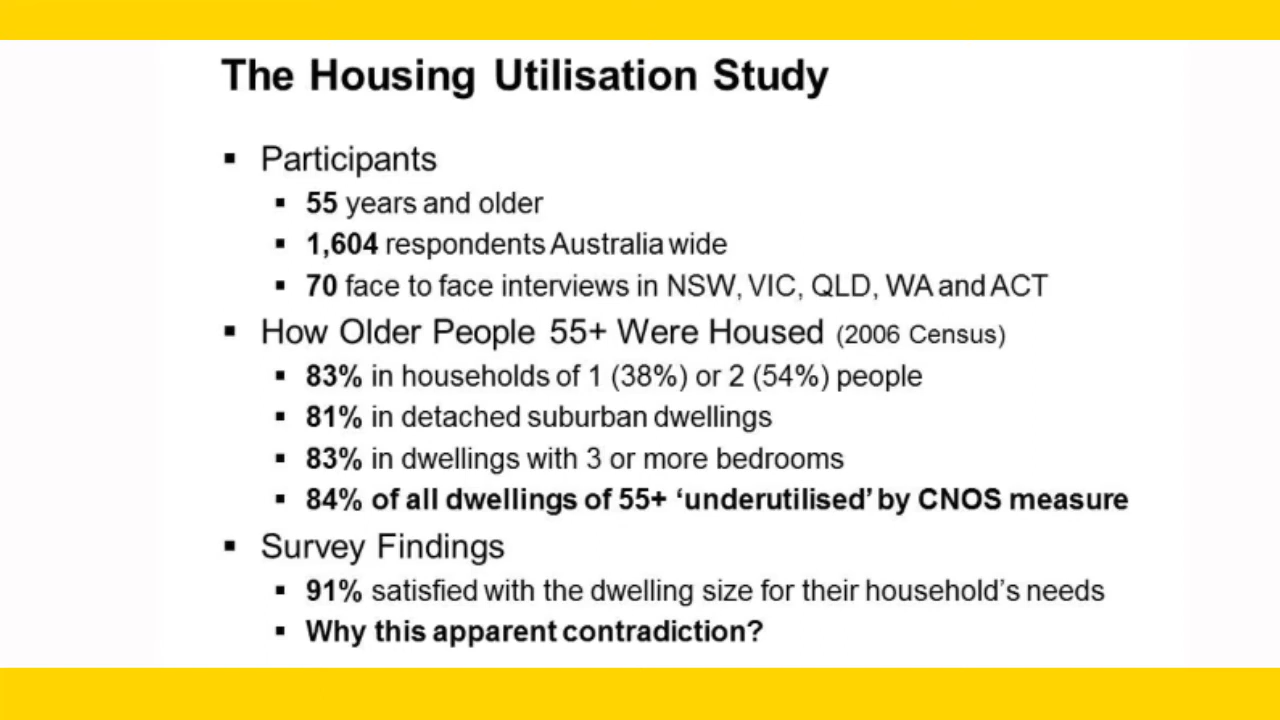 The Housing Utilisation Study
▪ Participants
▪ 55 years and older
▪ 1,604 respondents Australia wide
▪ 70 face to face interviews in NSW, VIC, QLD, WA and ACT
▪ How Older People 55+ Were Housed (2006 Census)
▪ 83% in households of 1 (38%) or 2 (54%) people
▪ 81% in detached suburban dwellings
▪ 83% in dwellings with 3 or more bedrooms
▪ 84% of all dwellings of 55+ ‘underutilised’ by CNOS measure
▪ Survey Findings
▪ 91% satisfied with the dwelling size for their household’s needs
▪ Why this apparent contradiction?